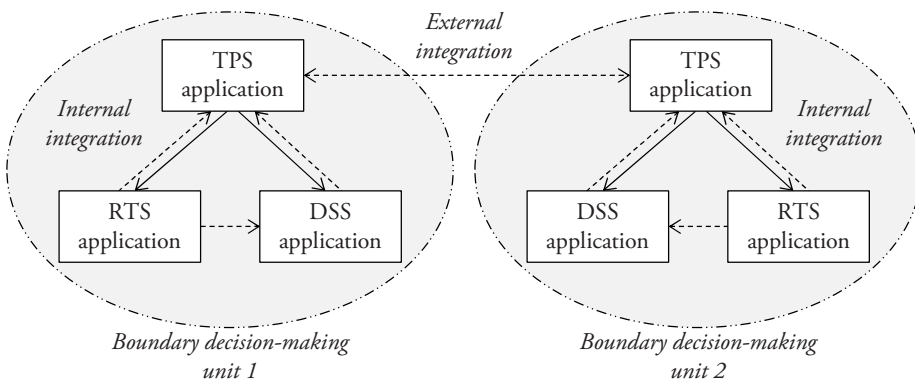 External
integration
TPS
application
TPS
application
Internal
integration
Internal
integration
RTS
application
DSS
application
DSS
application
RTS
application
Boundary decision-making
unit 1
Boundary decision-making
unit 2